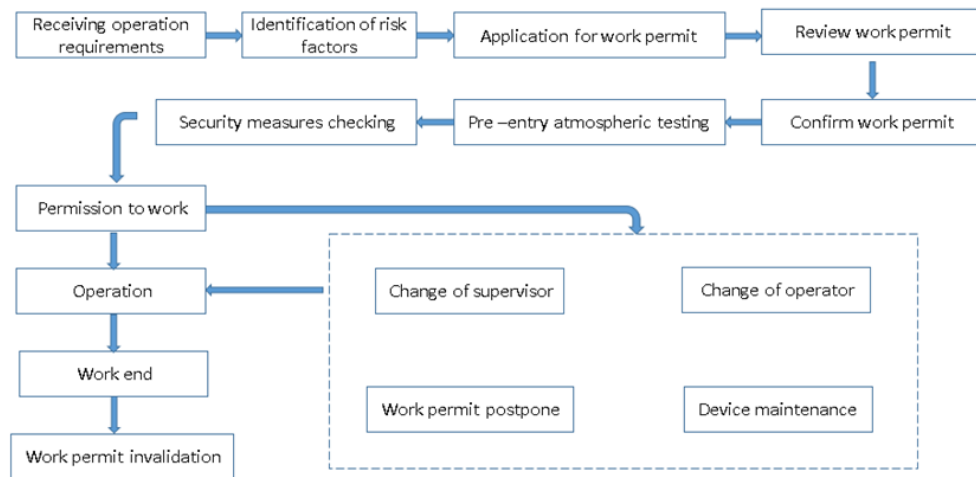 Receiving operation
requirements
Identification of risk
factors
Application for work permit
Review work permit
Security measures checking
Pre –entry atmospheric testing
Confirm work permit
Permission to work
Operation
Change of supervisor
Change of operator
Work end
Work permit postpone
Device maintenance
Work permit invalidation